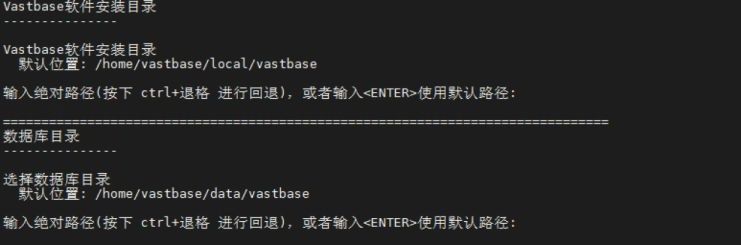 Vastbase软件安装目录
---------------
Vastbase软件安装目录
默认位置: /home/vastbase/local/vastbase
输入绝对路径(按下 ctrl+退格 进行回退)，或者输入<ENTER>使用默认路径:
===============================================================================
数据库目录
---------------
选择数据库目录
默认位置: /home/vastbase/data/vastbase
输入绝对路径(按下 ctrl+退格 进行回退)，或者输入<ENTER>使用默认路径: